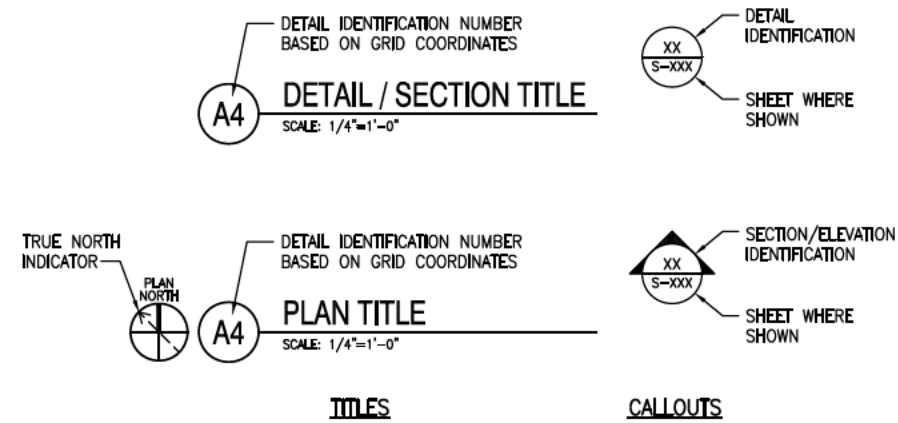 DETAIL IDENTIFICATION NUMBER
BASED ON GRID COORDINATES
A4
DETAIL / SECTION TITLE
SCALE: 1/4"=1'-0"
DETAIL
IDENTIFICATION
XX
S-XXX
SHEET WHERE
SHOWN
TRUE NORTH
INDICATOR
PLAN
NORTH
DETAIL IDENTIFICATION NUMBER
BASED ON GRID COORDINATES
A4
PLAN TITLE
SCALE: 1/4"=1'-0"
SECTION/ELEVATION
IDENTIFICATION
XX
S-XXX
SHEET WHERE
SHOWN
TITLES
CALLOUTS